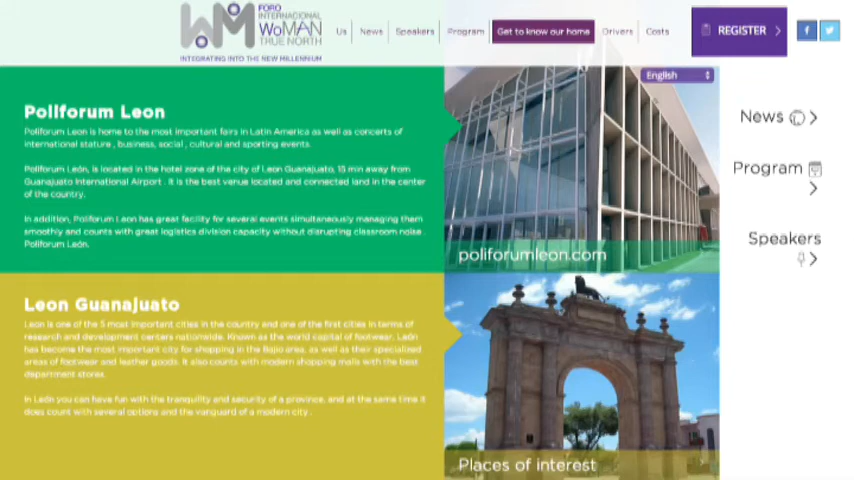 FORO
INTERNACIONAL
WoMAN
TRUE NORTH
INTEGRATING INTO THE NEW MILLENNIUM
Us News Speakers Program Get to know our home Drivers Costs
REGISTER
English
Poliforum Leon
Poliforum Leon is home to the most important fairs in Latin America as well as concerts of
international stature , business, social , cultural and sporting events.
Poliforum León, is located in the hotel zone of the city of Leon Guanajuato, 15 min away from
Guanajuato International Airport . It is the best venue located and connected land in the center
of the country.
In addition, Poliforum Leon has great facility for several events simultaneously managing them
smoothly and counts with great logistics division capacity without disrupting classroom noise .
Poliforum León.
poliforumleon.com
Leon Guanajuato
Leon is one of the 5 most important cities in the country and one of the first cities in terms of
research and development centers nationwide. Known as the world capital of footwear, León
has become the most important city for shopping in the Bajio area, as well as their specialized
areas of footwear and leather goods. It also counts with modern shopping malls with the best
department stores.
In León you can have fun with the tranquility and security of a province, and at the same time it
does count with several options and the vanguard of a modern city .
Places of interest
News
Program
Speakers